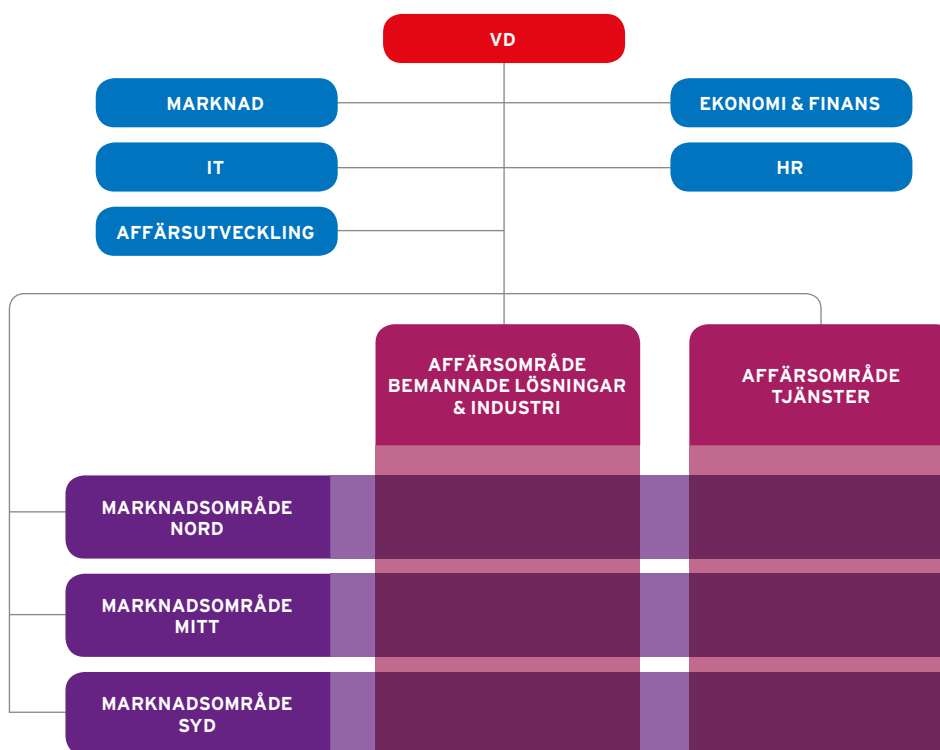 VD
MARKNAD
EKONOMI & FINANS
IT
HR
AFFÄRSUTVECKLING
AFFÄRSOMRÅDE
BEMANNADE LÖSNINGAR
& INDUSTRI
AFFÄRSOMRÅDE
TJÄNSTER
MARKNADSOMRÅDE
NORD
MARKNADSOMRÅDE
MITT
MARKNADSOMRÅDE
SYD